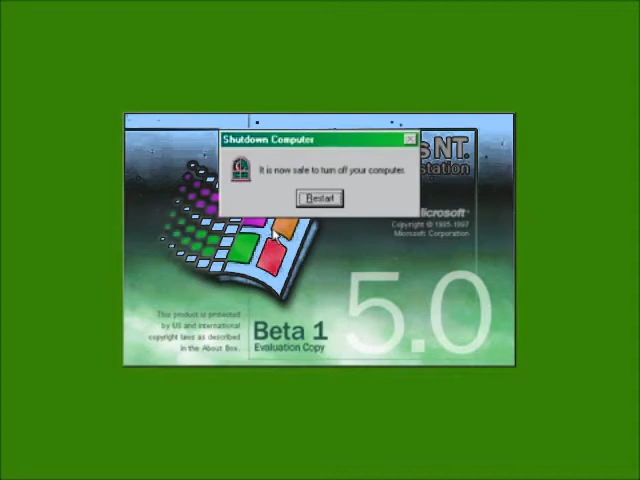 Shutdown Computer
It is now safe to turn off your computer.
Restart
s NT.
station
icrosoft
Copyright © 1985-1997
Microsoft Corporation
5.0
This product is protected
by US and international
copyright laws as described
in the About Box.
Beta 1
Evaluation Copy